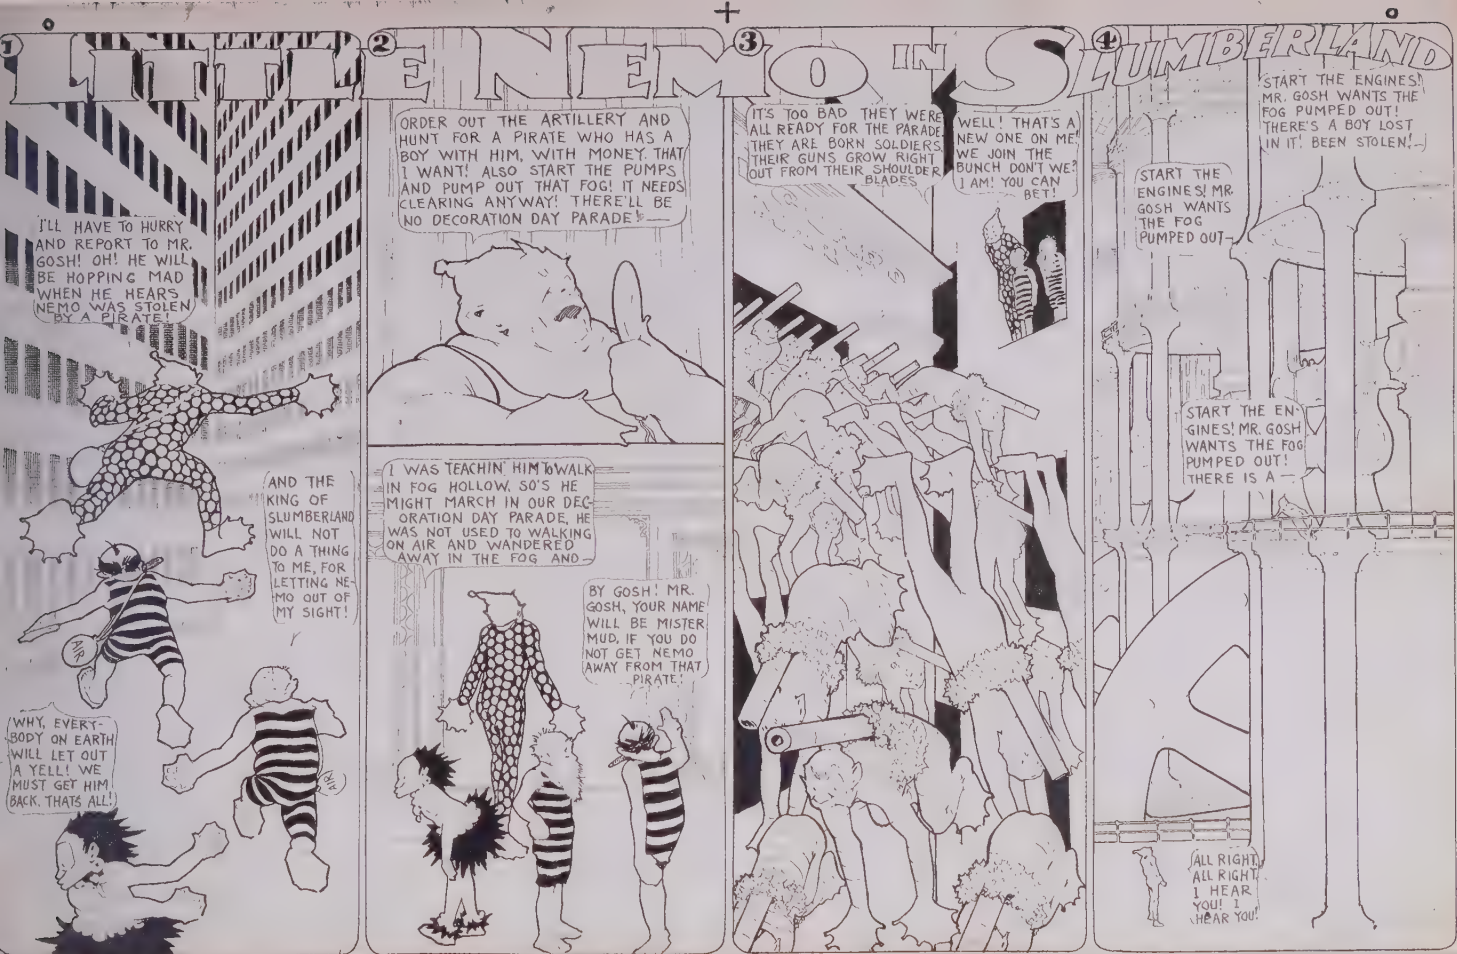 LITTLE NEMO IN SLUMBERLAND
1
I'LL HAVE TO HURRY
AND REPORT TO MR.
GOSH! OH! HE WILL
BE HOPPING MAD
WHEN HE HEARS
NEMO WAS STOLEN
BY A PIRATE!
AND THE
KING OF
SLUMBERLAND
WILL NOT
DO A THING
TO ME, FOR
LETTING NE-
MO OUT OF
MY SIGHT!
AIR
AIR
WHY, EVERY-
BODY ON EARTH
WILL LET OUT
A YELL! WE
MUST GET HIM
BACK. THATS ALL!
2
ORDER OUT THE ARTILLERY AND
HUNT FOR A PIRATE WHO HAS A
BOY WITH HIM, WITH MONEY. THAT
I WANT! ALSO START THE PUMPS
AND PUMP OUT THAT FOG! IT NEEDS
CLEARING ANYWAY! THERE'LL BE
NO DECORATION DAY PARADE! —
I WAS TEACHIN' HIM TO WALK
IN FOG HOLLOW, SO'S HE
MIGHT MARCH IN OUR DEC-
ORATION DAY PARADE, HE
WAS NOT USED TO WALKING
ON AIR AND WANDERED
AWAY IN THE FOG AND —
BY GOSH! MR.
GOSH, YOUR NAME
WILL BE MISTER
MUD, IF YOU DO
NOT GET NEMO
AWAY FROM THAT
PIRATE!
3
IT'S TOO BAD THEY WERE
ALL READY FOR THE PARADE.
THEY ARE BORN SOLDIERS.
THEIR GUNS GROW RIGHT
OUT FROM THEIR SHOULDER
BLADES
WELL! THAT'S A
NEW ONE ON ME!
WE JOIN THE
BUNCH DON'T WE?
I AM! YOU CAN
BET!
4
START THE ENGINES!
MR. GOSH WANTS THE
FOG PUMPED OUT!
THERE'S A BOY LOST
IN IT! BEEN STOLEN! —
START THE
ENGINES! MR.
GOSH WANTS
THE FOG
PUMPED OUT —
START THE EN-
GINES! MR. GOSH
WANTS THE FOG
PUMPED OUT!
THERE IS A —
ALL RIGHT,
ALL RIGHT,
I HEAR
YOU! I
HEAR YOU!